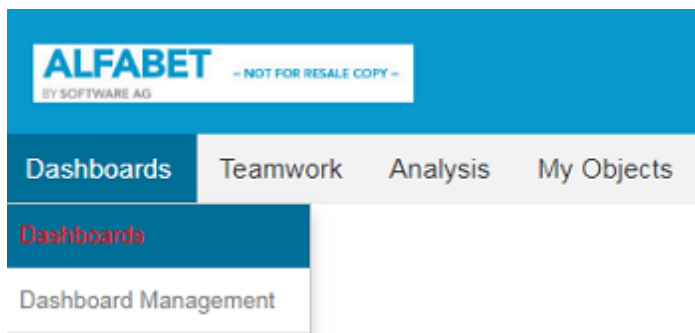 ALFABET - NOT FOR RESALE COPY -
BY SOFTWARE AG
Dashboards Teamwork Analysis My Objects
Dashboards
Dashboard Management